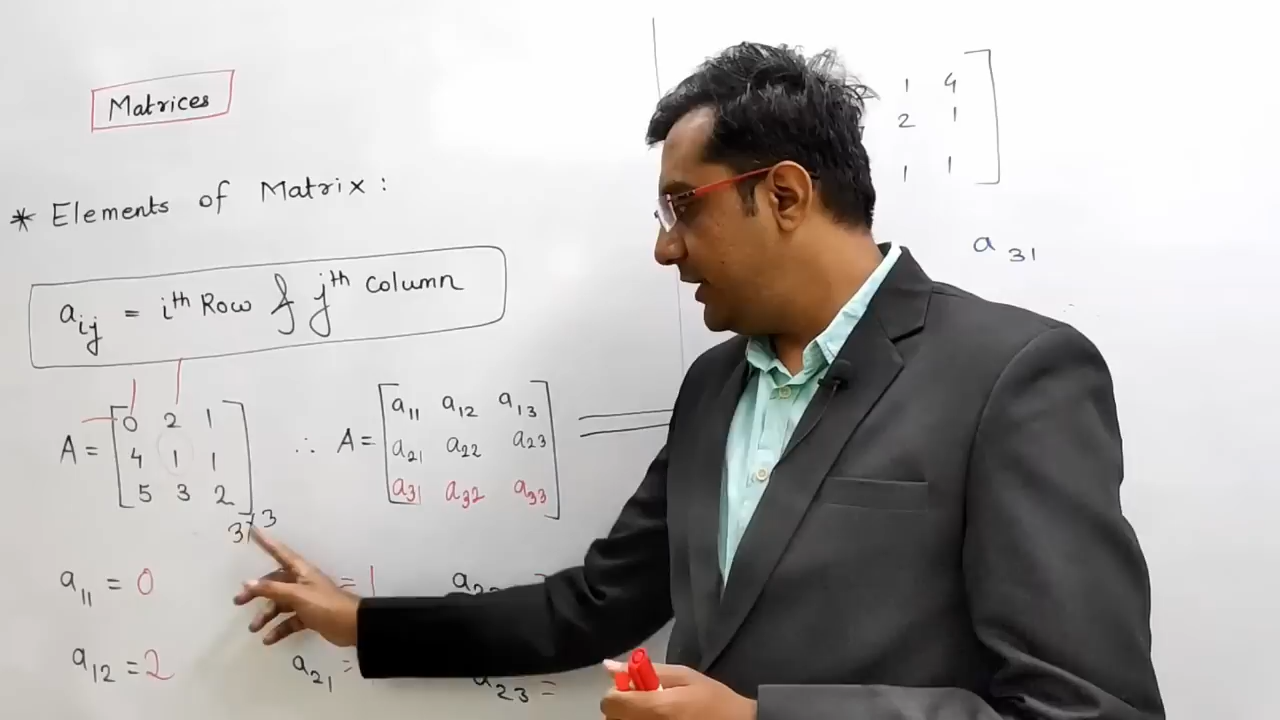 Matrices
* Elements of Matrix :
aij = ith Row & jth Column
A = [0 2 1
4 1 1
5 3 2] 3×3
∴ A = [a11 a12 a13
a21 a22 a23
a31 a32 a33] =
a11 = 0
= 1
a12 = 2
a21 =
a23 =
1 4
2 1
1 1
a31